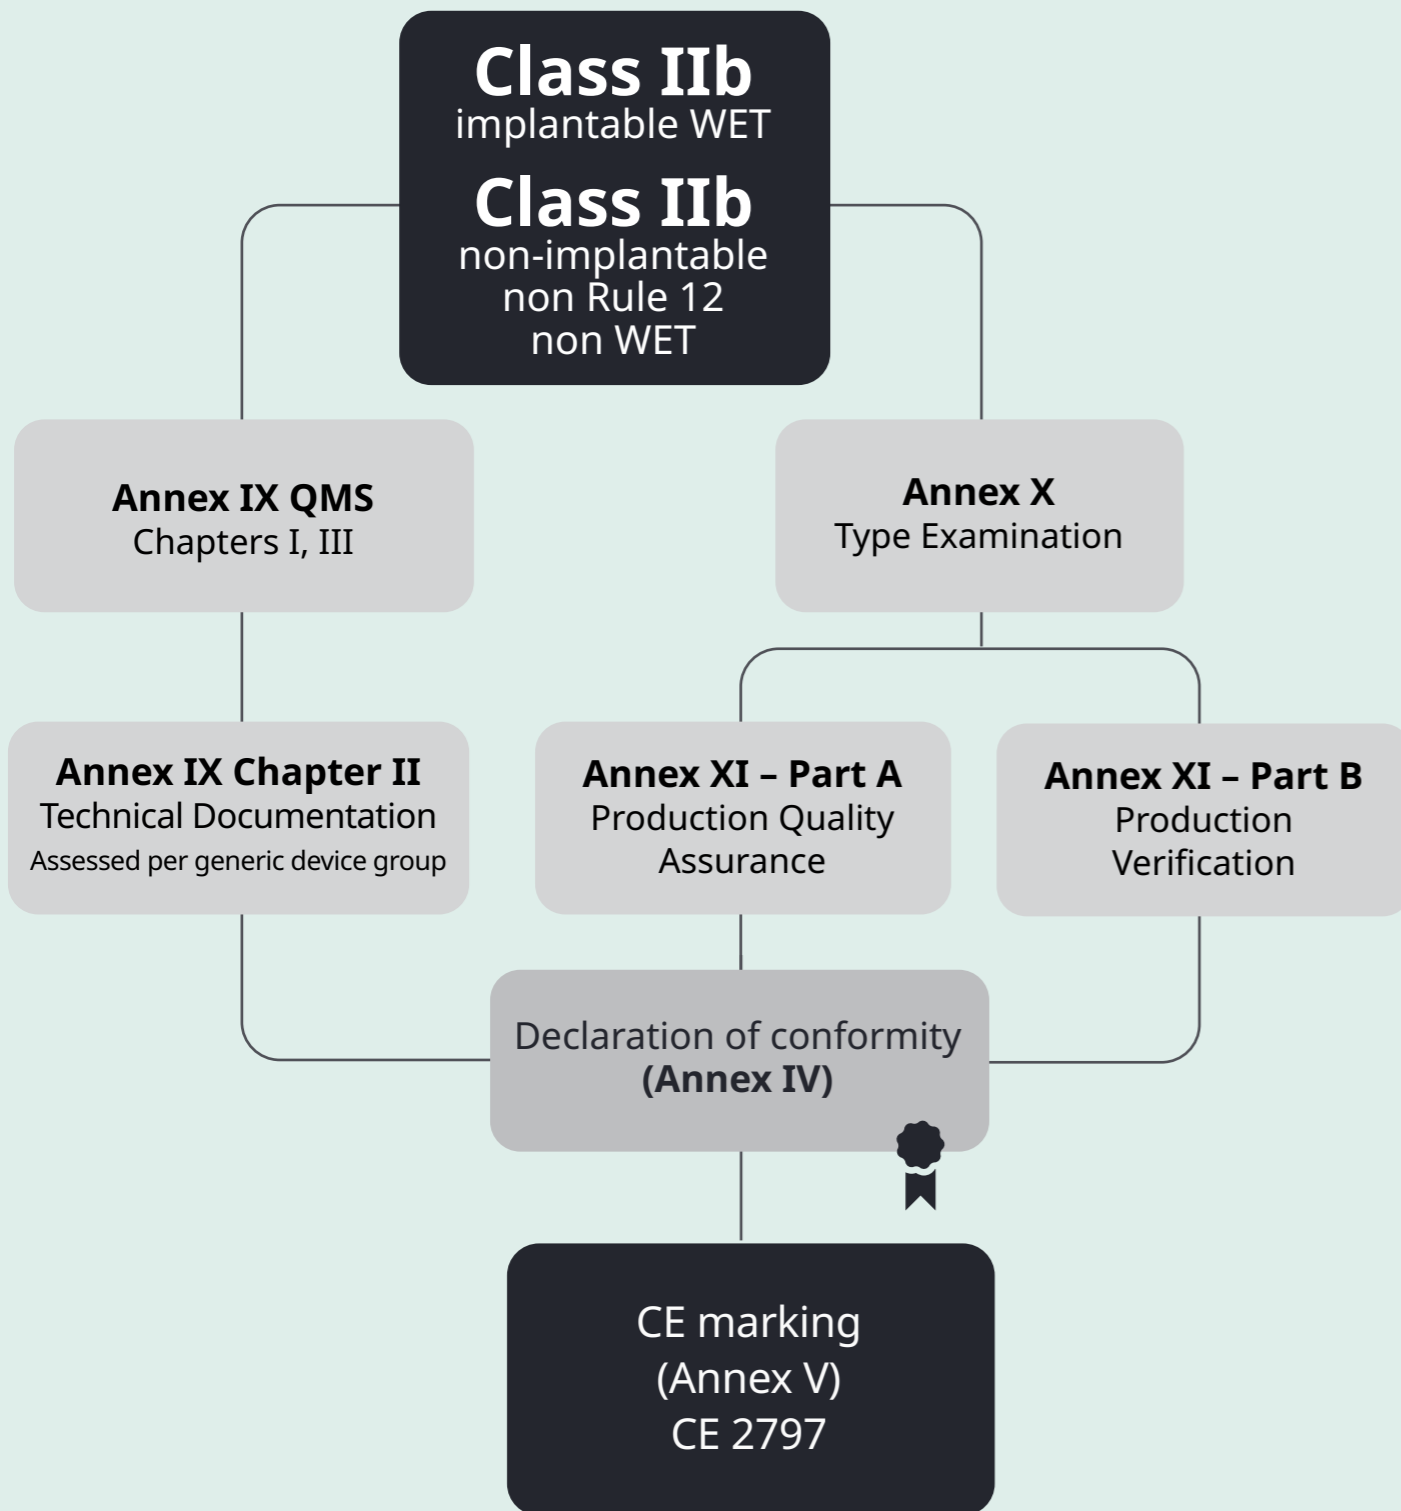 Class IIb
implantable WET
Class IIb
non-implantable
non Rule 12
non WET
Annex IX QMS
Chapters I, III
Annex X
Type Examination
Annex IX Chapter II
Technical Documentation
Assessed per generic device group
Annex XI – Part A
Production Quality
Assurance
Annex XI – Part B
Production
Verification
Declaration of conformity
(Annex IV)
CE marking
(Annex V)
CE 2797